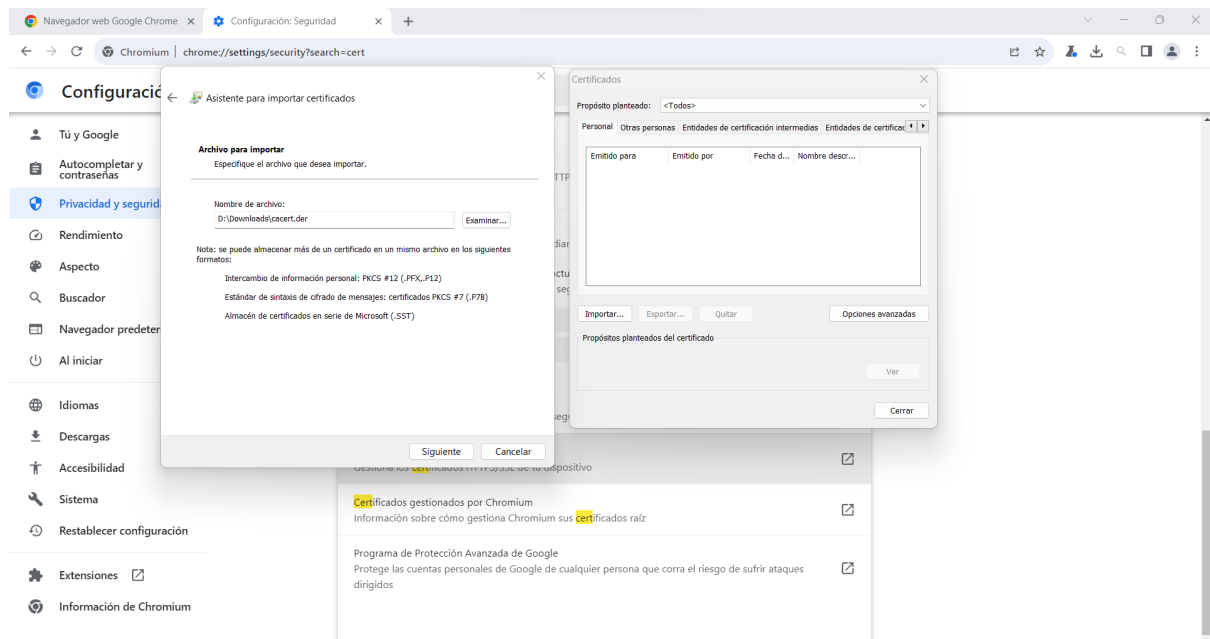 Navegador web Google Chrome
Configuración: Seguridad
Chromium
chrome://settings/security?search=cert
Configuració
Tú y Google
Autocompletar y
contraseñas
Privacidad y segurid
Rendimiento
Aspecto
Buscador
Navegador predeter
Al iniciar
Idiomas
Descargas
Accesibilidad
Sistema
Restablecer configuración
Extensiones
Información de Chromium
Asistente para importar certificados
Archivo para importar
Especifique el archivo que desea importar.
Nombre de archivo:
D:\Downloads\cacert.der
Examinar...
Nota: se puede almacenar más de un certificado en un mismo archivo en los siguientes
formatos:
Intercambio de información personal: PKCS #12 (.PFX,.P12)
Estándar de sintaxis de cifrado de mensajes: certificados PKCS #7 (.P7B)
Almacén de certificados en serie de Microsoft (.SST)
Siguiente
Cancelar
Certificados
Propósito planteado:
<Todos>
Personal
Otras personas
Entidades de certificación intermedias
Entidades de certificac
Emitido para
Emitido por
Fecha d...
Nombre descr...
Importar...
Exportar...
Quitar
Opciones avanzadas
Propósitos planteados del certificado
Ver
Cerrar
Gestiona los certificados HTTPS/SSL de tu dispositivo
Certificados gestionados por Chromium
Información sobre cómo gestiona Chromium sus certificados raíz
Programa de Protección Avanzada de Google
Protege las cuentas personales de Google de cualquier persona que corra el riesgo de sufrir ataques
dirigidos